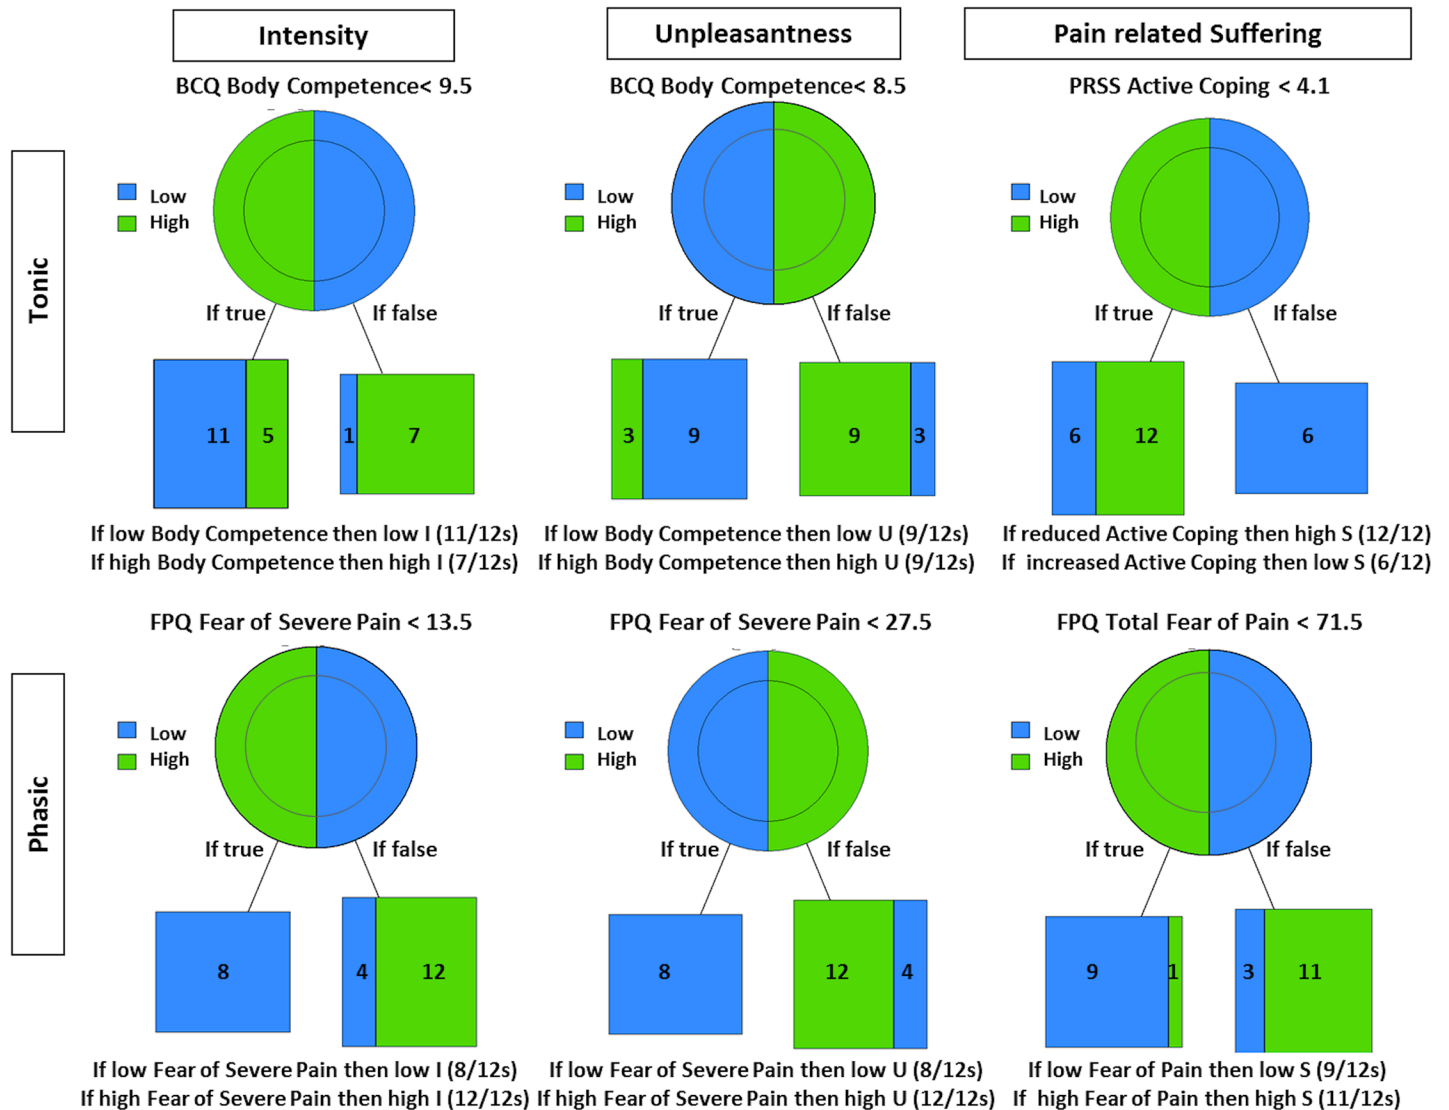 Intensity
Unpleasantness
Pain related Suffering
Tonic
BCQ Body Competence< 9.5
Low
High
If true
If false
11
5
1
7
If low Body Competence then low I (11/12s)
If high Body Competence then high I (7/12s)
BCQ Body Competence< 8.5
Low
High
If true
If false
3
9
9
3
If low Body Competence then low U (9/12s)
If high Body Competence then high U (9/12s)
PRSS Active Coping < 4.1
Low
High
If true
If false
6
12
6
If reduced Active Coping then high S (12/12)
If increased Active Coping then low S (6/12)
Phasic
FPQ Fear of Severe Pain < 13.5
Low
High
If true
If false
8
4
12
If low Fear of Severe Pain then low I (8/12s)
If high Fear of Severe Pain then high I (12/12s)
FPQ Fear of Severe Pain < 27.5
Low
High
If true
If false
8
12
4
If low Fear of Severe Pain then low U (8/12s)
If high Fear of Severe Pain then high U (12/12s)
FPQ Total Fear of Pain < 71.5
Low
High
If true
If false
9
1
3
11
If low Fear of Pain then low S (9/12s)
If high Fear of Pain then high S (11/12s)